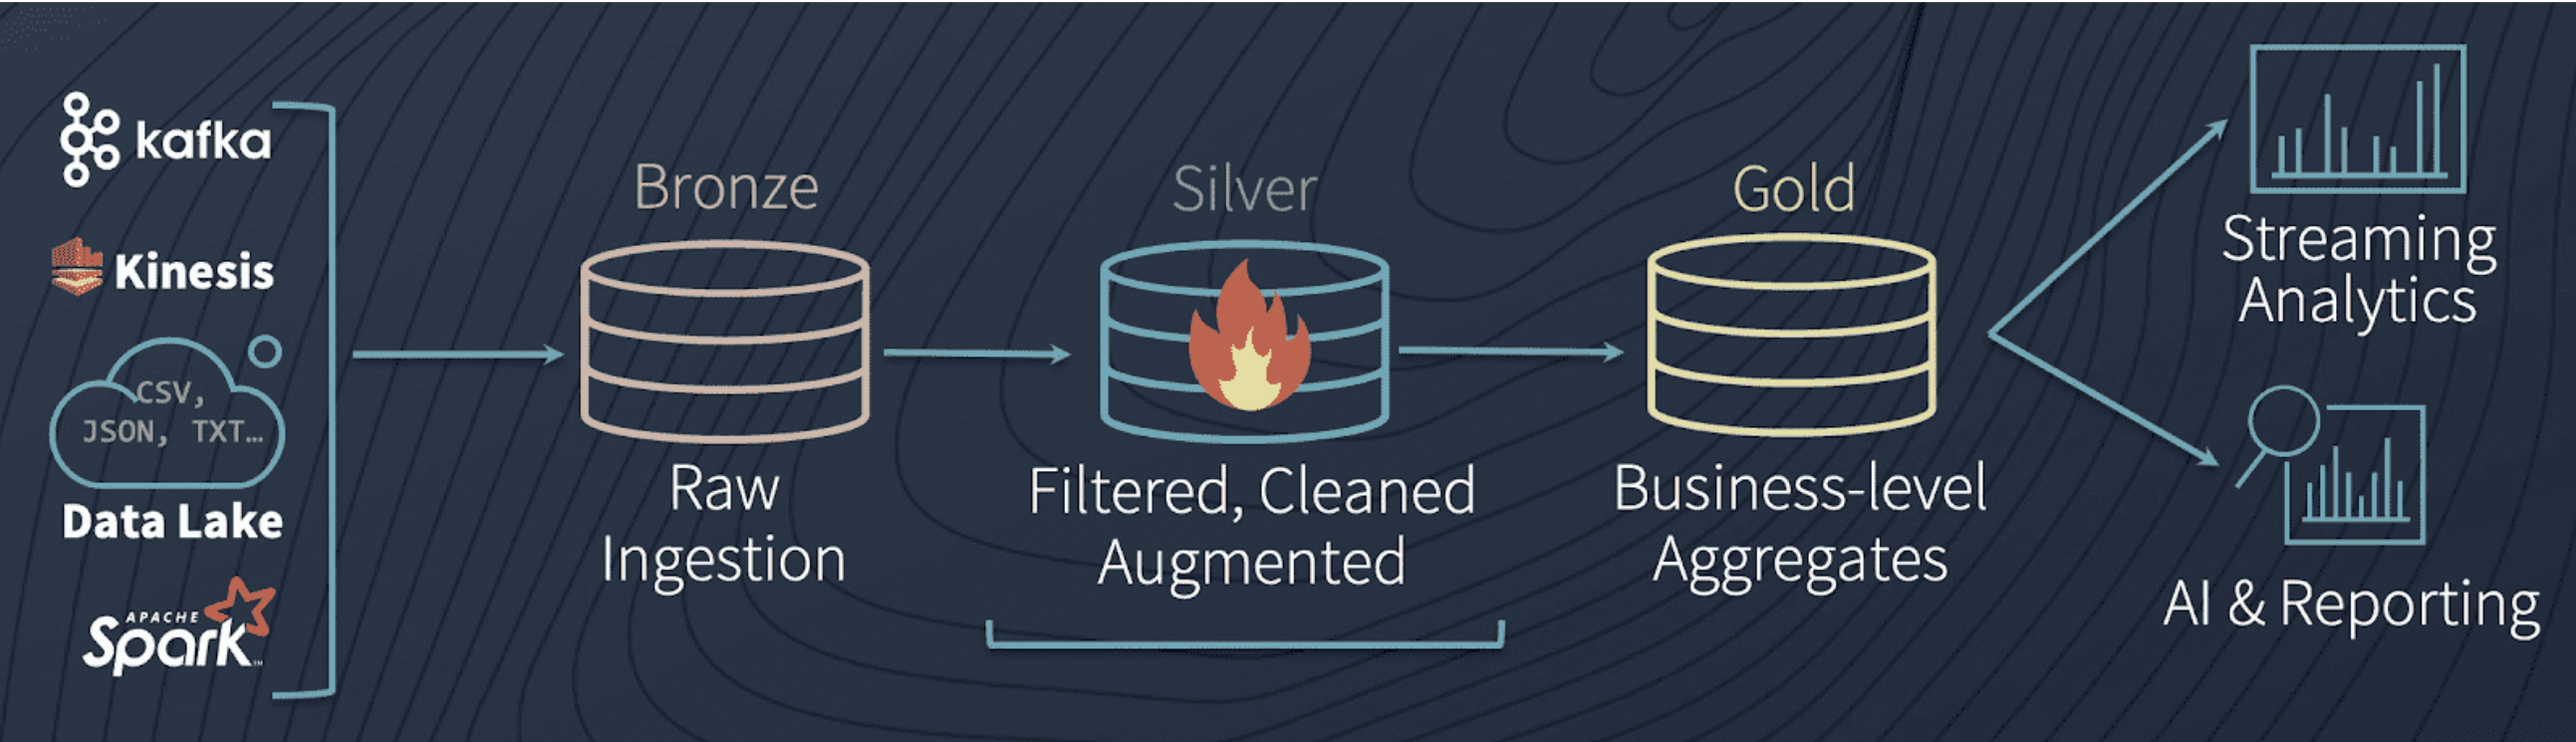 kafka
Kinesis
CSV,
JSON, TXT…
Data Lake
APACHE
Spark™
Bronze
Raw
Ingestion
Silver
Filtered, Cleaned
Augmented
Gold
Business-level
Aggregates
Streaming
Analytics
AI & Reporting